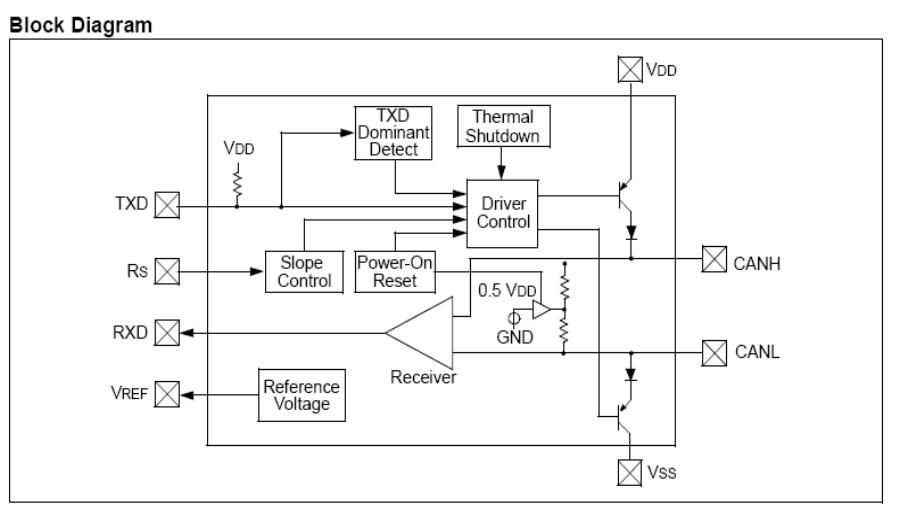 Block Diagram
VDD
TXD
Dominant
Detect
Thermal
Shutdown
VDD
TXD
Driver
Control
RS
Slope
Control
Power-On
Reset
CANH
0.5 VDD
GND
RXD
CANL
Receiver
VREF
Reference
Voltage
VSS